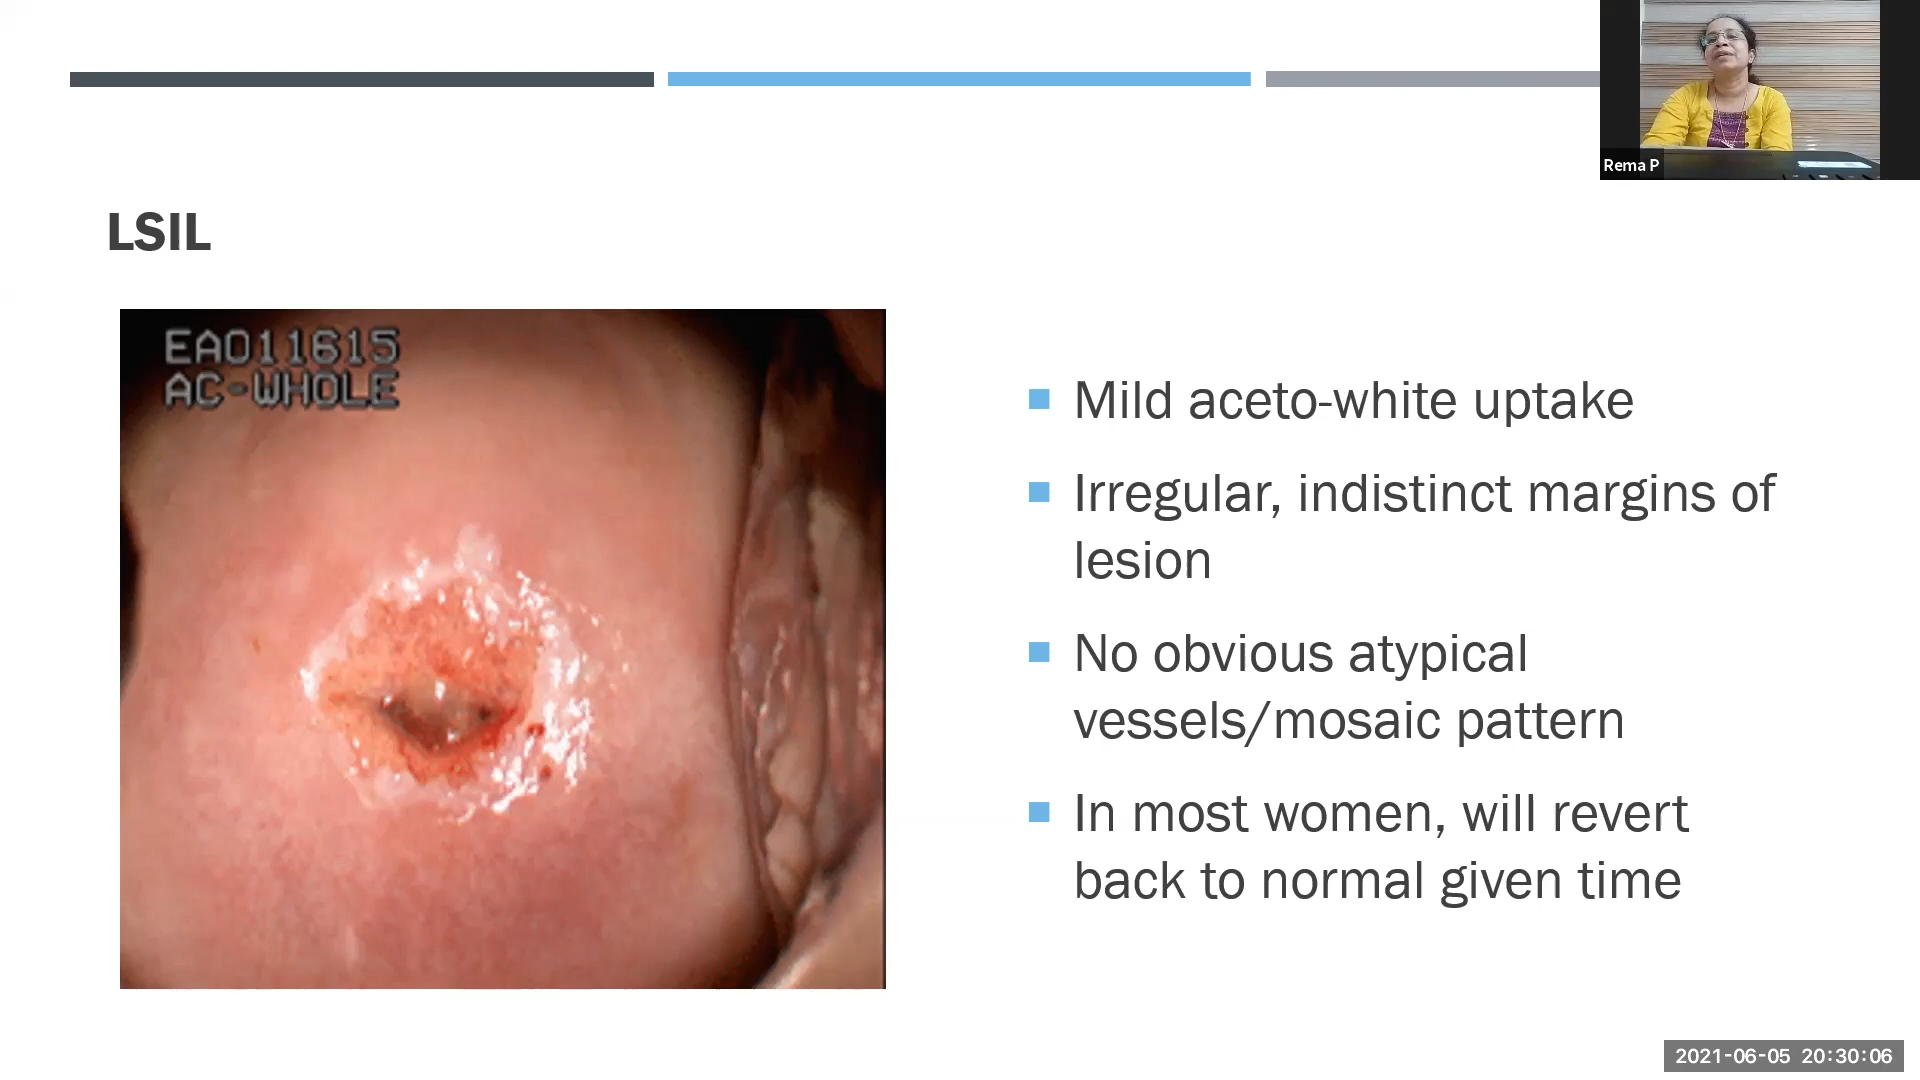 Rema P
LSIL
EA011615
AC-WHOLE
Mild aceto-white uptake
Irregular, indistinct margins of
lesion
No obvious atypical
vessels/mosaic pattern
In most women, will revert
back to normal given time
2021-06-05 20:30:06